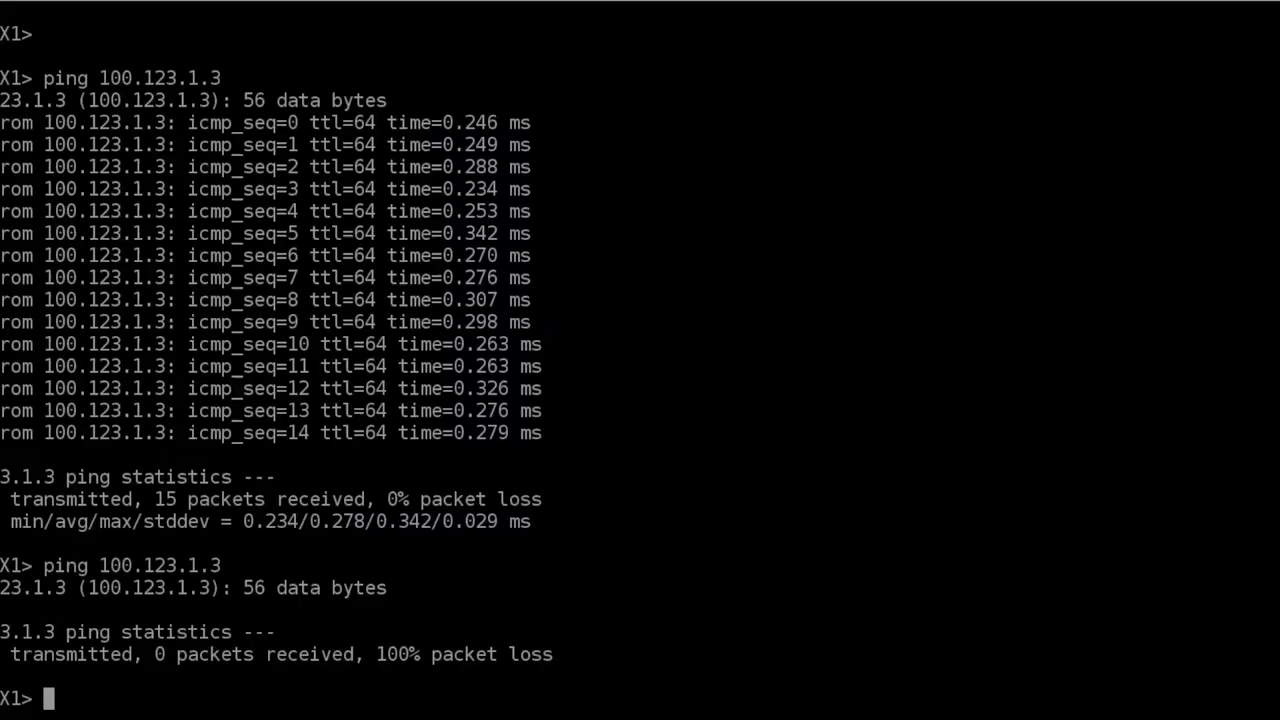 X1>
X1> ping 100.123.1.3
23.1.3 (100.123.1.3): 56 data bytes
rom 100.123.1.3: icmp_seq=0 ttl=64 time=0.246 ms
rom 100.123.1.3: icmp_seq=1 ttl=64 time=0.249 ms
rom 100.123.1.3: icmp_seq=2 ttl=64 time=0.288 ms
rom 100.123.1.3: icmp_seq=3 ttl=64 time=0.234 ms
rom 100.123.1.3: icmp_seq=4 ttl=64 time=0.253 ms
rom 100.123.1.3: icmp_seq=5 ttl=64 time=0.342 ms
rom 100.123.1.3: icmp_seq=6 ttl=64 time=0.270 ms
rom 100.123.1.3: icmp_seq=7 ttl=64 time=0.276 ms
rom 100.123.1.3: icmp_seq=8 ttl=64 time=0.307 ms
rom 100.123.1.3: icmp_seq=9 ttl=64 time=0.298 ms
rom 100.123.1.3: icmp_seq=10 ttl=64 time=0.263 ms
rom 100.123.1.3: icmp_seq=11 ttl=64 time=0.263 ms
rom 100.123.1.3: icmp_seq=12 ttl=64 time=0.326 ms
rom 100.123.1.3: icmp_seq=13 ttl=64 time=0.276 ms
rom 100.123.1.3: icmp_seq=14 ttl=64 time=0.279 ms
3.1.3 ping statistics ---
transmitted, 15 packets received, 0% packet loss
min/avg/max/stddev = 0.234/0.278/0.342/0.029 ms
X1> ping 100.123.1.3
23.1.3 (100.123.1.3): 56 data bytes
3.1.3 ping statistics ---
transmitted, 0 packets received, 100% packet loss
X1>